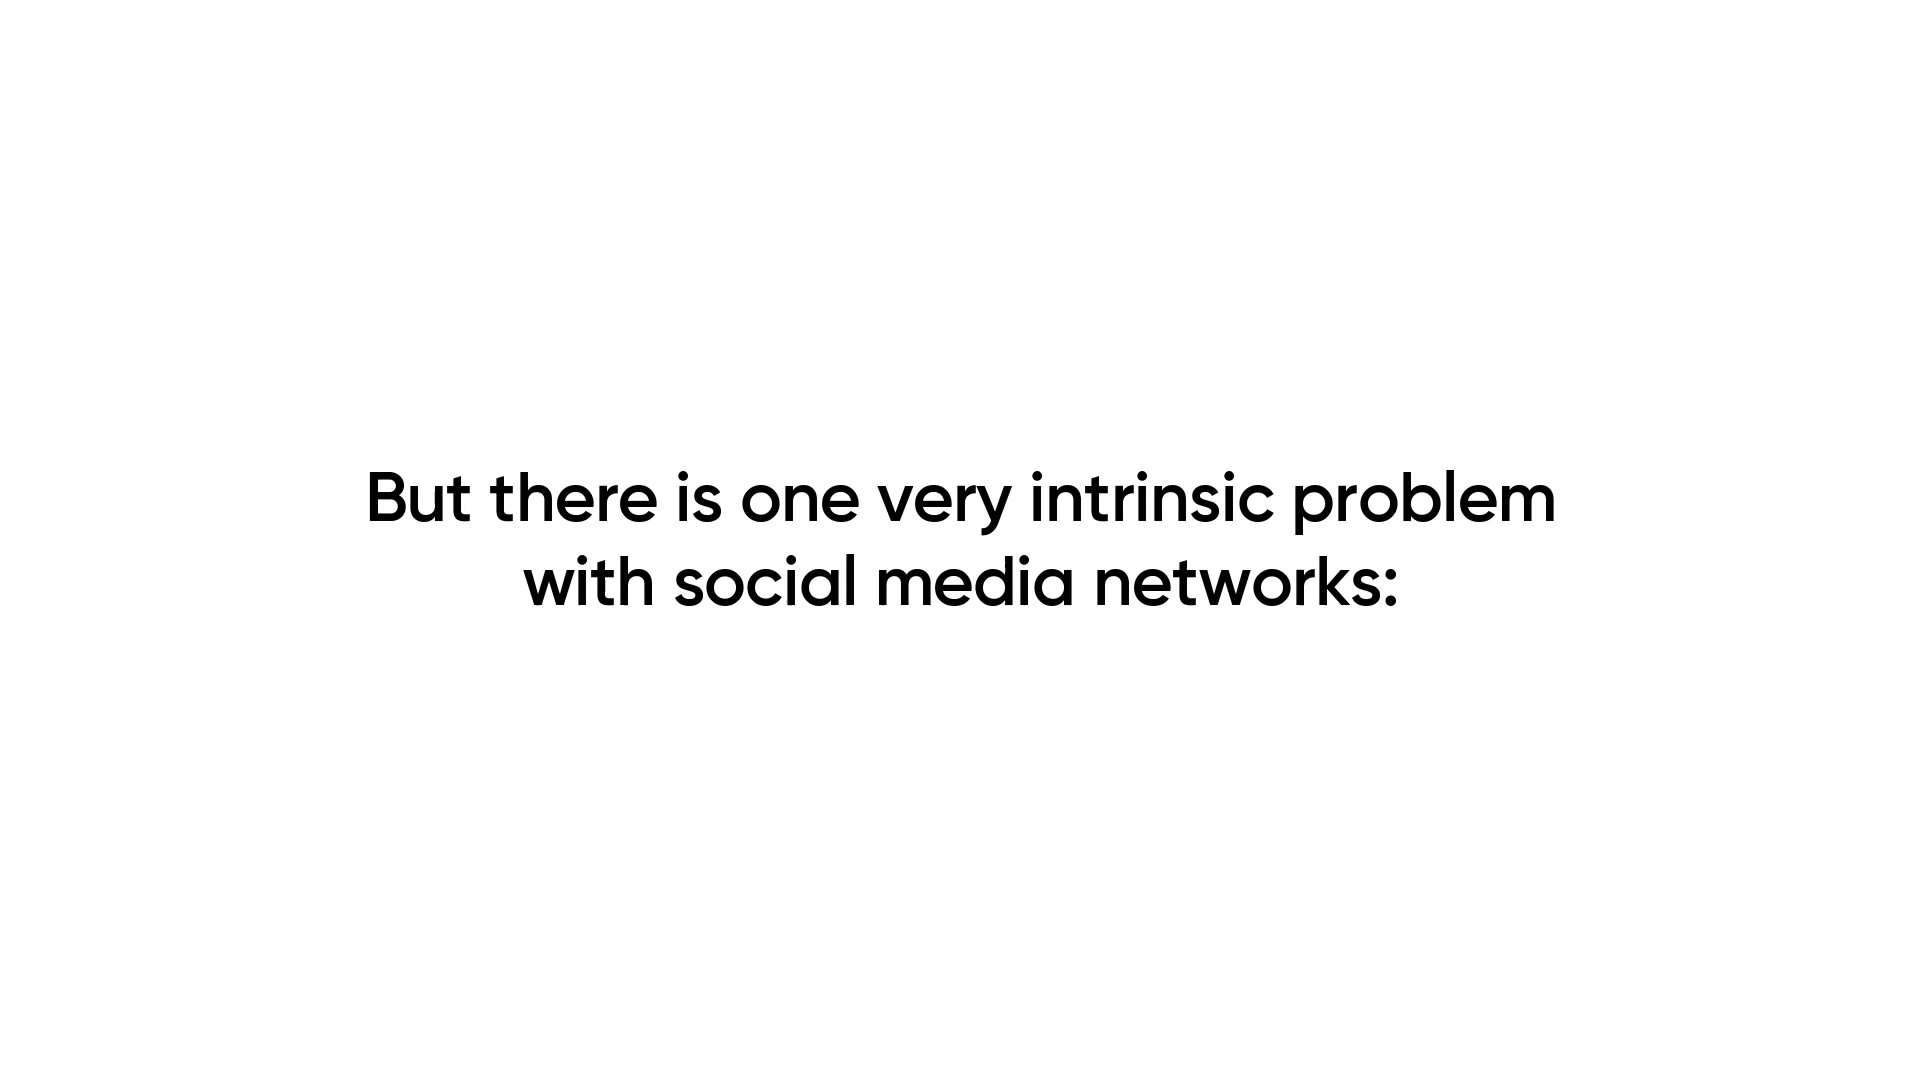 But there is one very intrinsic problem
with social media networks: